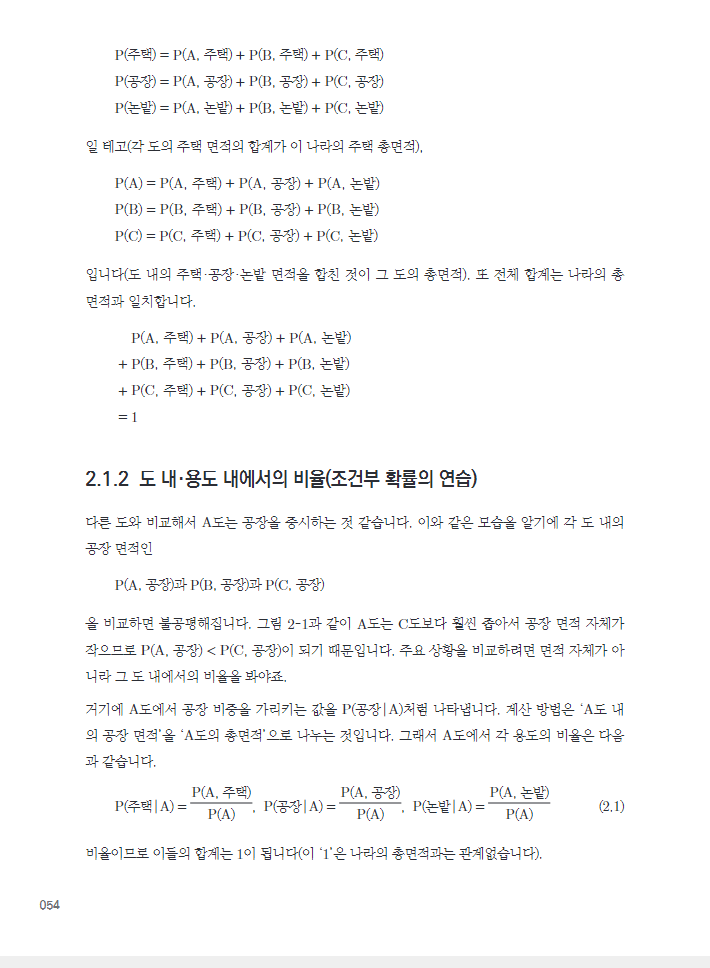 P(주택) = P(A, 주택) + P(B, 주택) + P(C, 주택)
P(공장) = P(A, 공장) + P(B, 공장) + P(C, 공장)
P(논밭) = P(A, 논밭) + P(B, 논밭) + P(C, 논밭)
일 테고(각 도의 주택 면적의 합계가 이 나라의 주택 총면적),
P(A) = P(A, 주택) + P(A, 공장) + P(A, 논밭)
P(B) = P(B, 주택) + P(B, 공장) + P(B, 논밭)
P(C) = P(C, 주택) + P(C, 공장) + P(C, 논밭)
입니다(도 내의 주택·공장·논밭 면적을 합친 것이 그 도의 총면적). 또 전체 합계는 나라의 총
면적과 일치합니다.
P(A, 주택) + P(A, 공장) + P(A, 논밭)
+ P(B, 주택) + P(B, 공장) + P(B, 논밭)
+ P(C, 주택) + P(C, 공장) + P(C, 논밭)
= 1
2.1.2 도 내·용도 내에서의 비율(조건부 확률의 연습)
다른 도와 비교해서 A도는 공장을 중시하는 것 같습니다. 이와 같은 모습을 알기에 각 도 내의
공장 면적인
P(A, 공장)과 P(B, 공장)과 P(C, 공장)
을 비교하면 불공평해집니다. 그림 2-1과 같이 A도는 C도보다 훨씬 좁아서 공장 면적 자체가
작으므로 P(A, 공장) < P(C, 공장)이 되기 때문입니다. 주요 상황을 비교하려면 면적 자체가 아
니라 그 도 내에서의 비율을 봐야죠.
거기에 A도에서 공장 비중을 가리키는 값을 P(공장|A)처럼 나타냅니다. 계산 방법은 ‘A도 내
의 공장 면적’을 ‘A도의 총면적’으로 나누는 것입니다. 그래서 A도에서 각 용도의 비율은 다음
과 같습니다.
P(주택|A) = P(A, 주택)/P(A), P(공장|A) = P(A, 공장)/P(A), P(논밭|A) = P(A, 논밭)/P(A) (2.1)
비율이므로 이들의 합계는 1이 됩니다(이 ‘1’은 나라의 총면적과는 관계없습니다).
054